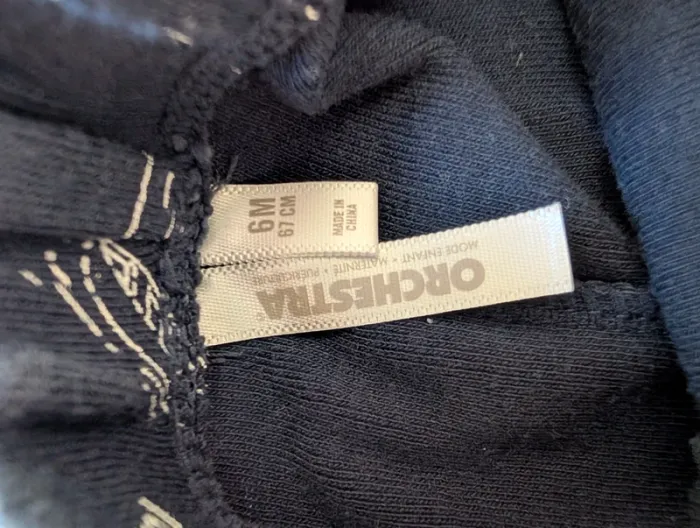 6M
67 CM
MADE IN
CHINA
ORCHESTRA
MODE ENFANT - MATERNITÉ - PUÉRICULTURE